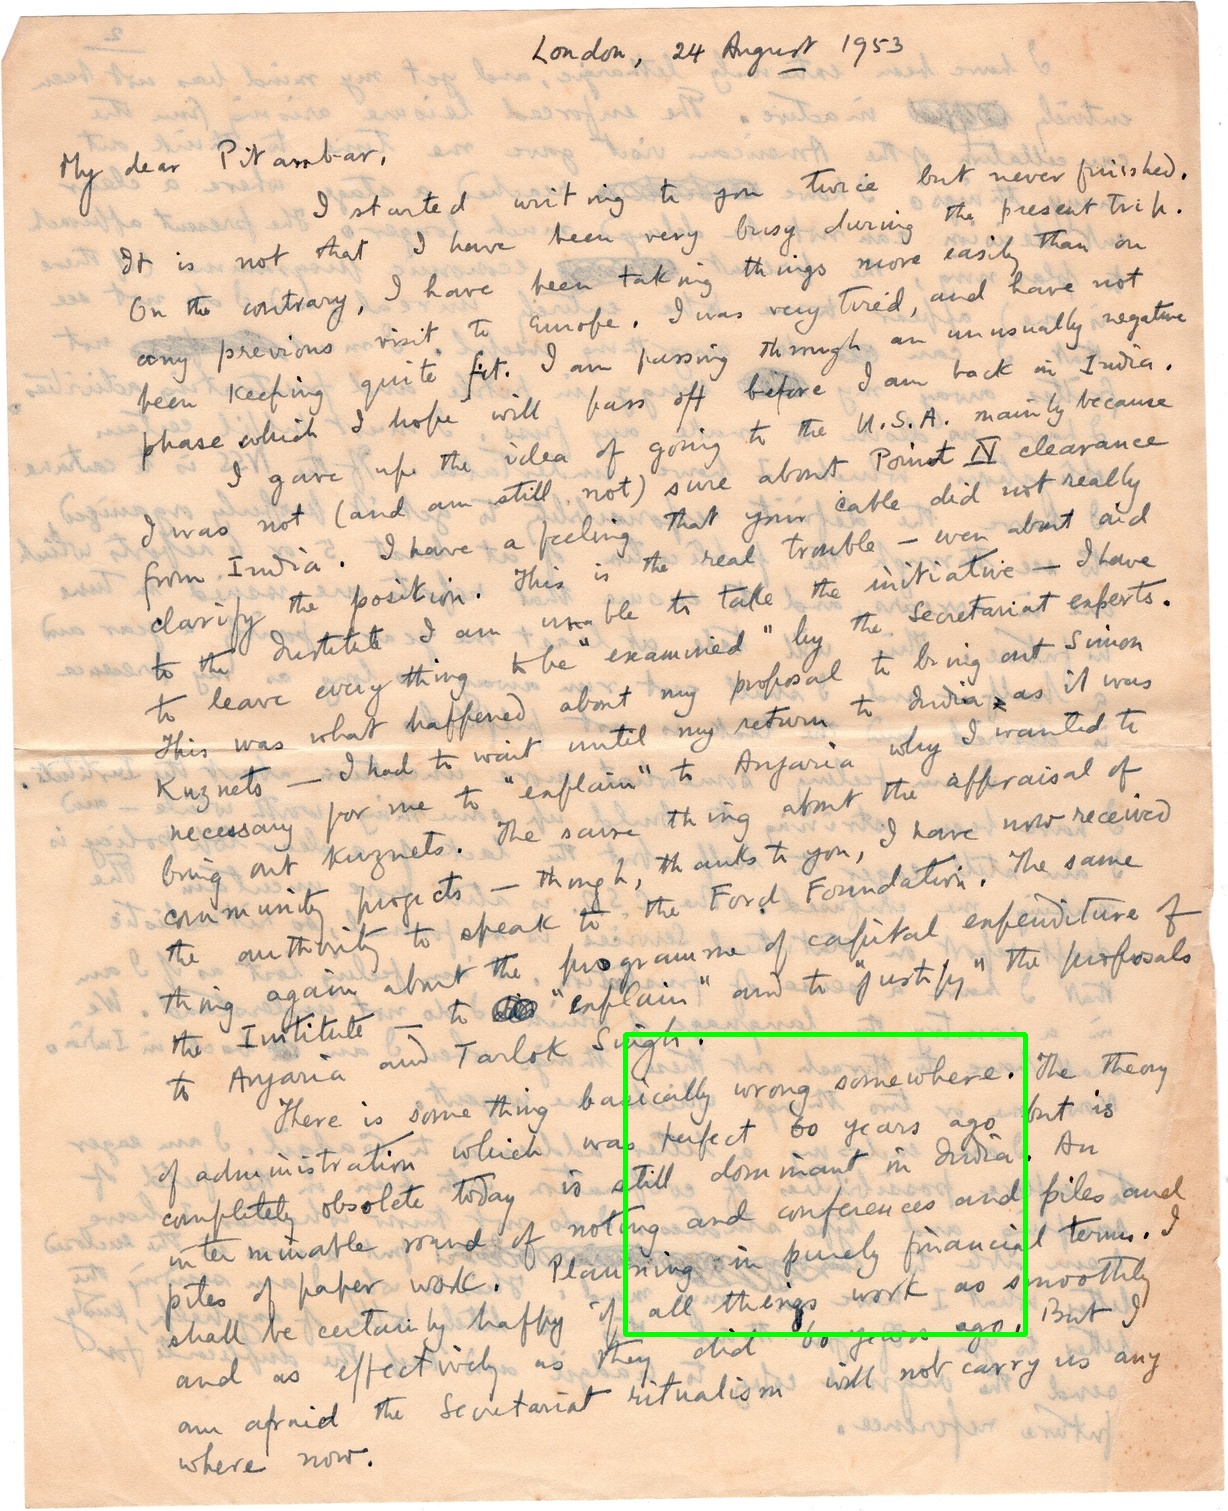 London, 24 August 1953
My dear Pitambar,
I started writing to you twice but never finished.
It is not that I have been very busy during the present trip.
On the contrary, I have been taking things more easily than on
any previous visit to Europe. I was very tired, and have not
been keeping quite fit. I am passing through an unusually negative
phase which I hope will pass off before I am back in India.
I gave up the idea of going to the U.S.A. mainly because
I was not (and am still not) sure about Point IV clearance
from India. I have a feeling that your cable did not really
clarify the position. This is the real trouble — even about aid
to the Institute I am unable to take the initiative — I have
to leave everything to be "examined" by the Secretariat experts.
This was what happened about my proposal to bring out Simon
Kuznets — I had to wait until my return to India, as it was
necessary for me to "explain" to Anjaria why I wanted to
bring out Kuznets. The same thing about the appraisal of
community projects — though, thanks to you, I have now received
the authority to speak to the Ford Foundation. The same
thing again about the programme of capital expenditure of
the Institute — to "explain" and to "justify" the proposals
to Anjaria and Tarlok Singh.
There is something basically wrong somewhere. The theory
of administration which was perfect 60 years ago but is
completely obsolete today is still dominant in India. An
interminable round of noting and conferences and piles and
piles of paper work. Planning in purely financial terms. I
shall be certainly happy if all things work as smoothly
and as effectively as they did 60 years ago. But I
am afraid the Secretariat ritualism will not carry us any
where now.